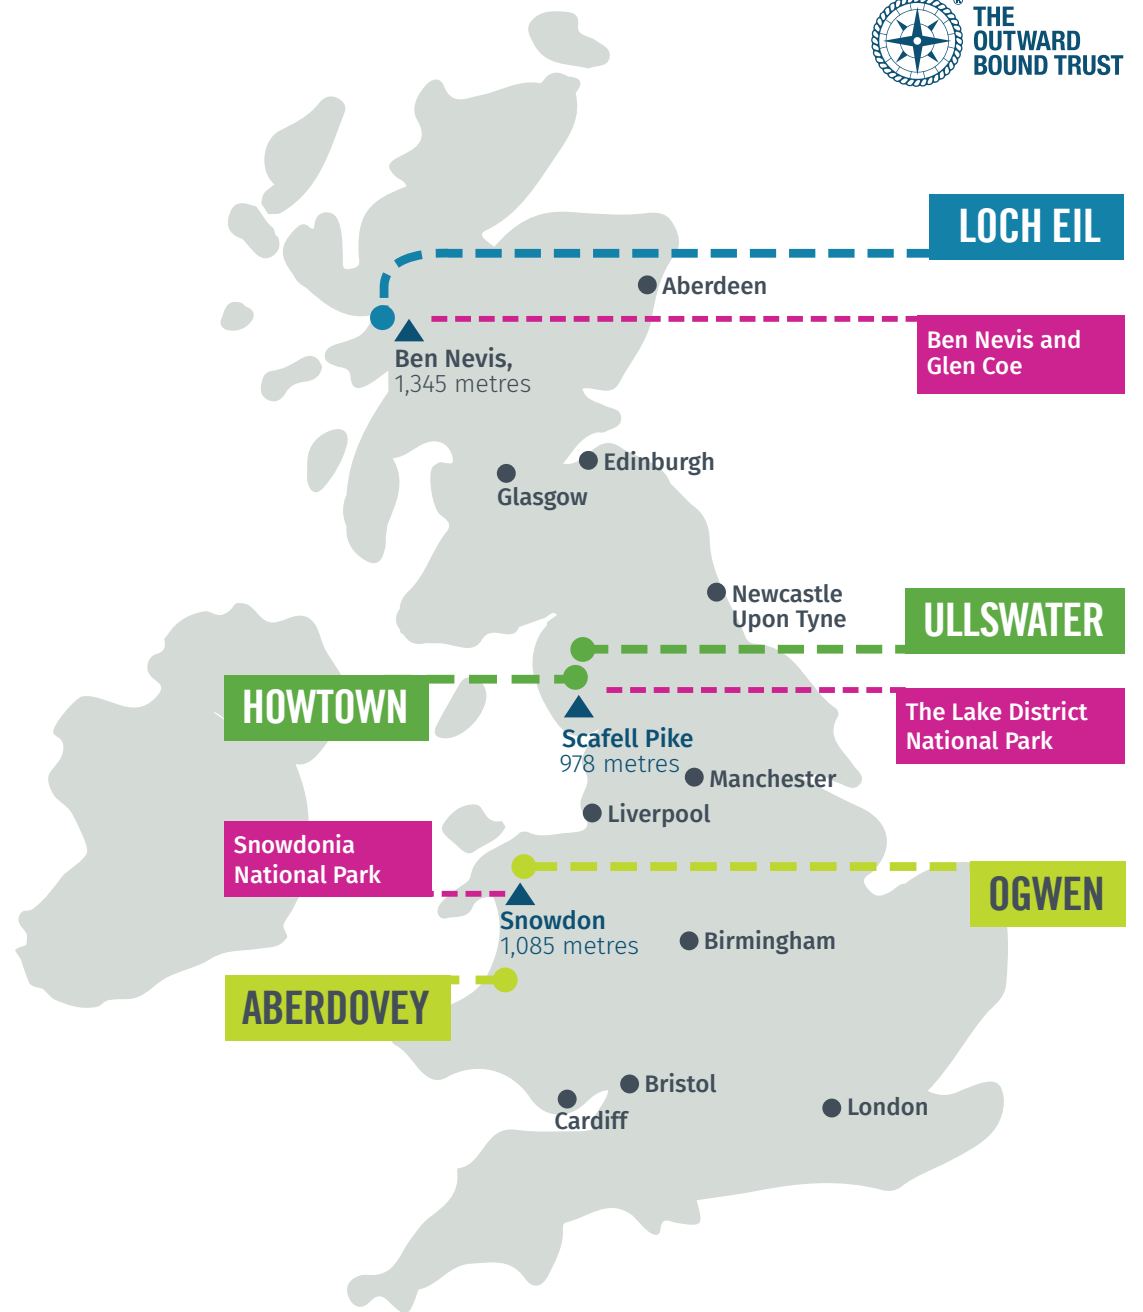 ®
THE
OUTWARD
BOUND TRUST
LOCH EIL
Aberdeen
Ben Nevis and
Glen Coe
Ben Nevis,
1,345 metres
Edinburgh
Glasgow
Newcastle
Upon Tyne
ULLSWATER
HOWTOWN
The Lake District
National Park
Scafell Pike
978 metres
Manchester
Liverpool
Snowdonia
National Park
OGWEN
Snowdon
1,085 metres
Birmingham
ABERDOVEY
Bristol
Cardiff
London